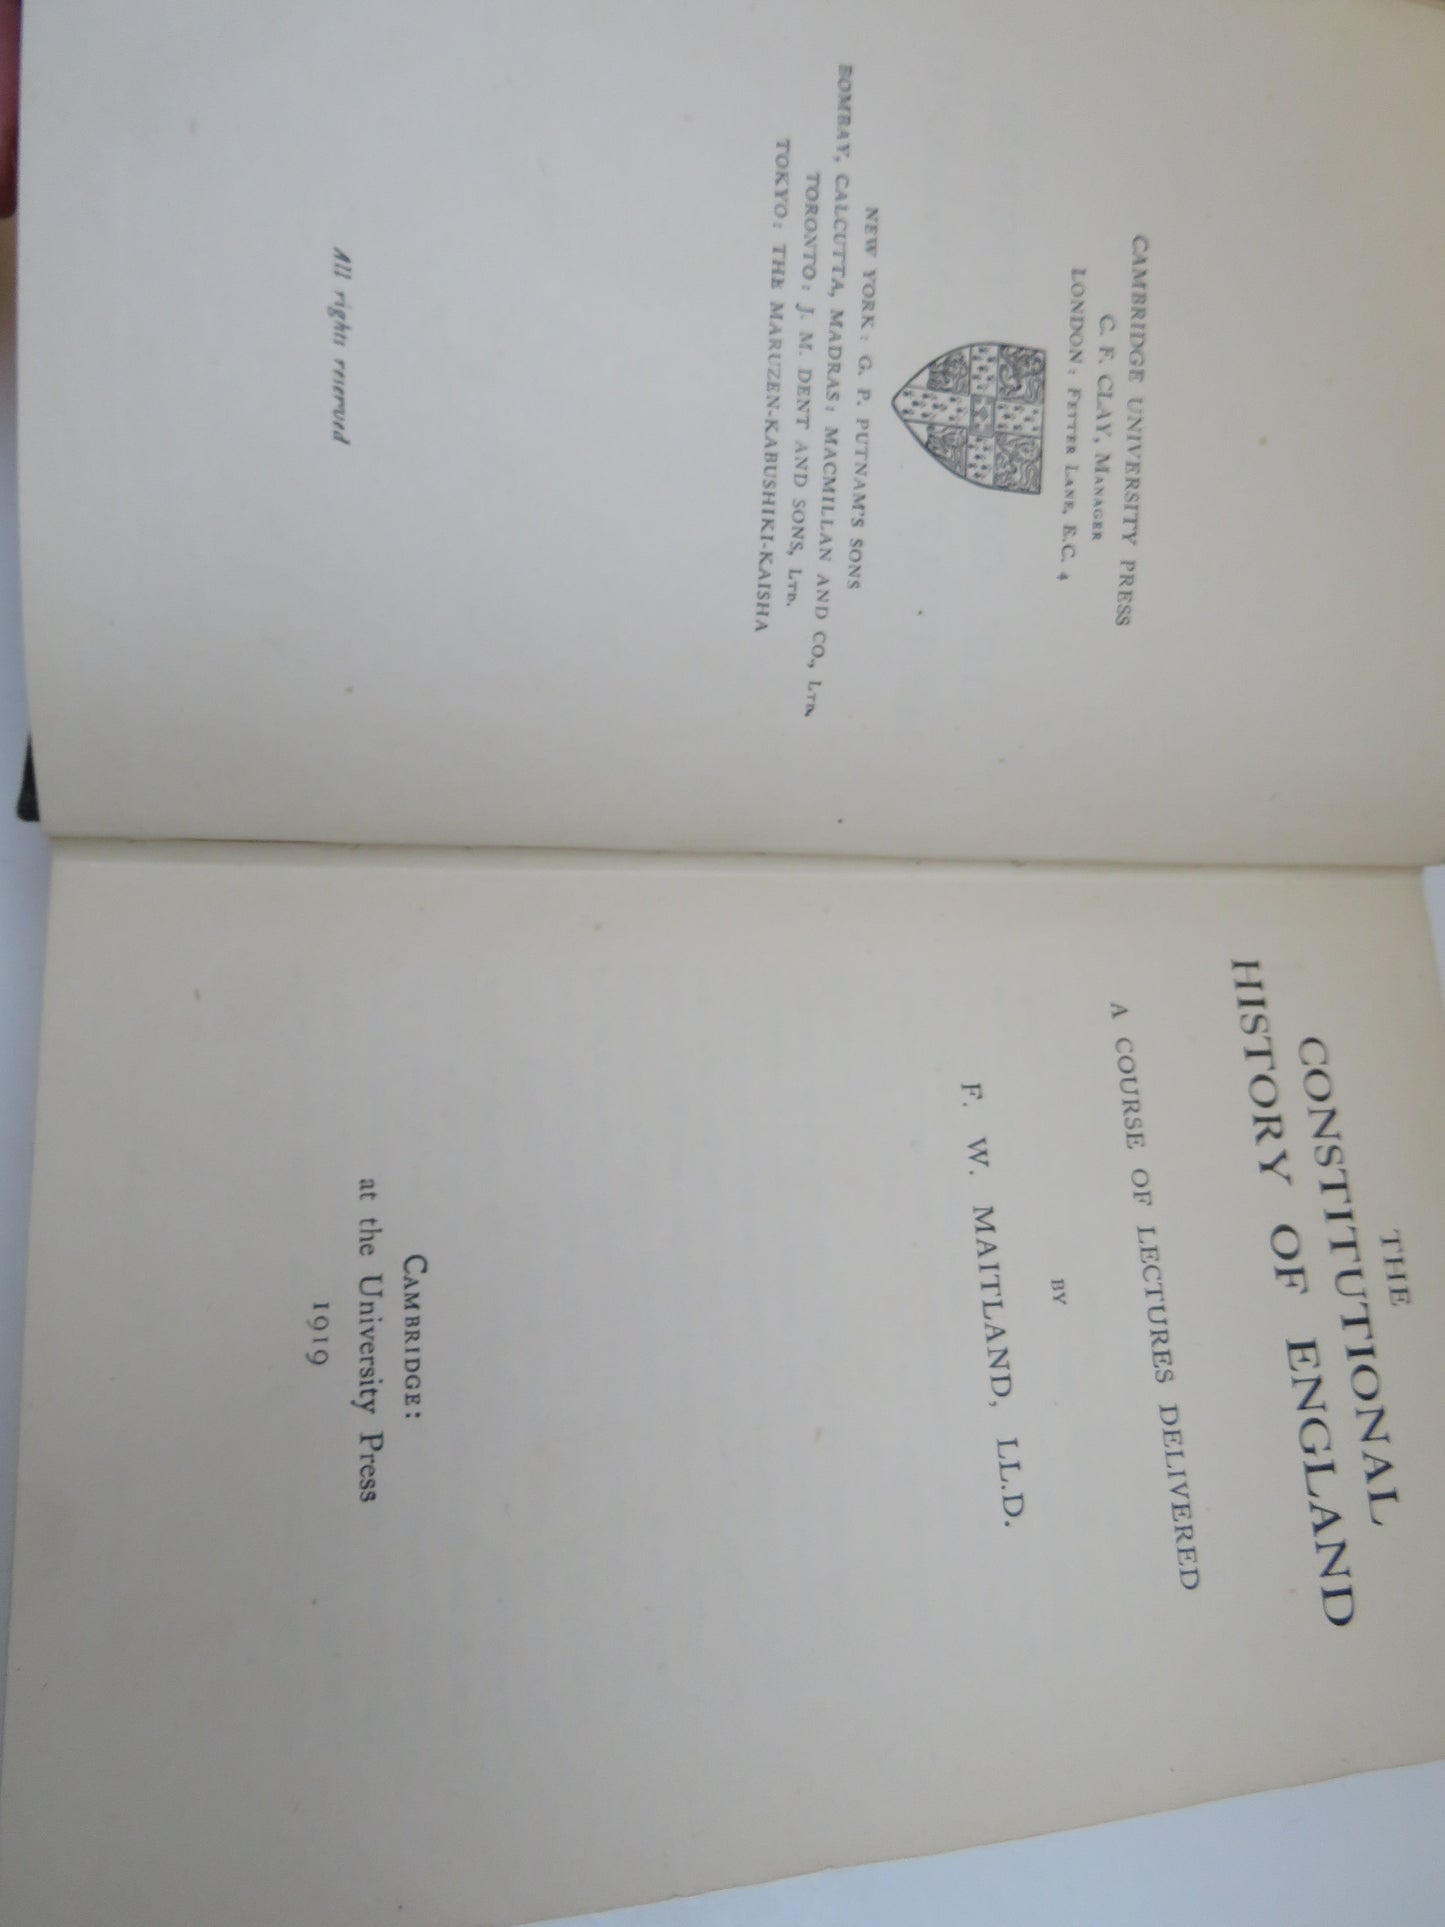 CAMBRIDGE UNIVERSITY PRESS
C. F. CLAY, MANAGER
LONDON : FETTER LANE, E.C. 4
NEW YORK : G. P. PUTNAM'S SONS
BOMBAY, CALCUTTA, MADRAS : MACMILLAN AND CO., LTD.
TORONTO : J. M. DENT AND SONS, LTD.
TOKYO : THE MARUZEN-KABUSHIKI-KAISHA
All rights reserved
THE
CONSTITUTIONAL
HISTORY OF ENGLAND
A COURSE OF LECTURES DELIVERED
BY
F. W. MAITLAND, LL.D.
CAMBRIDGE:
at the University Press
1919